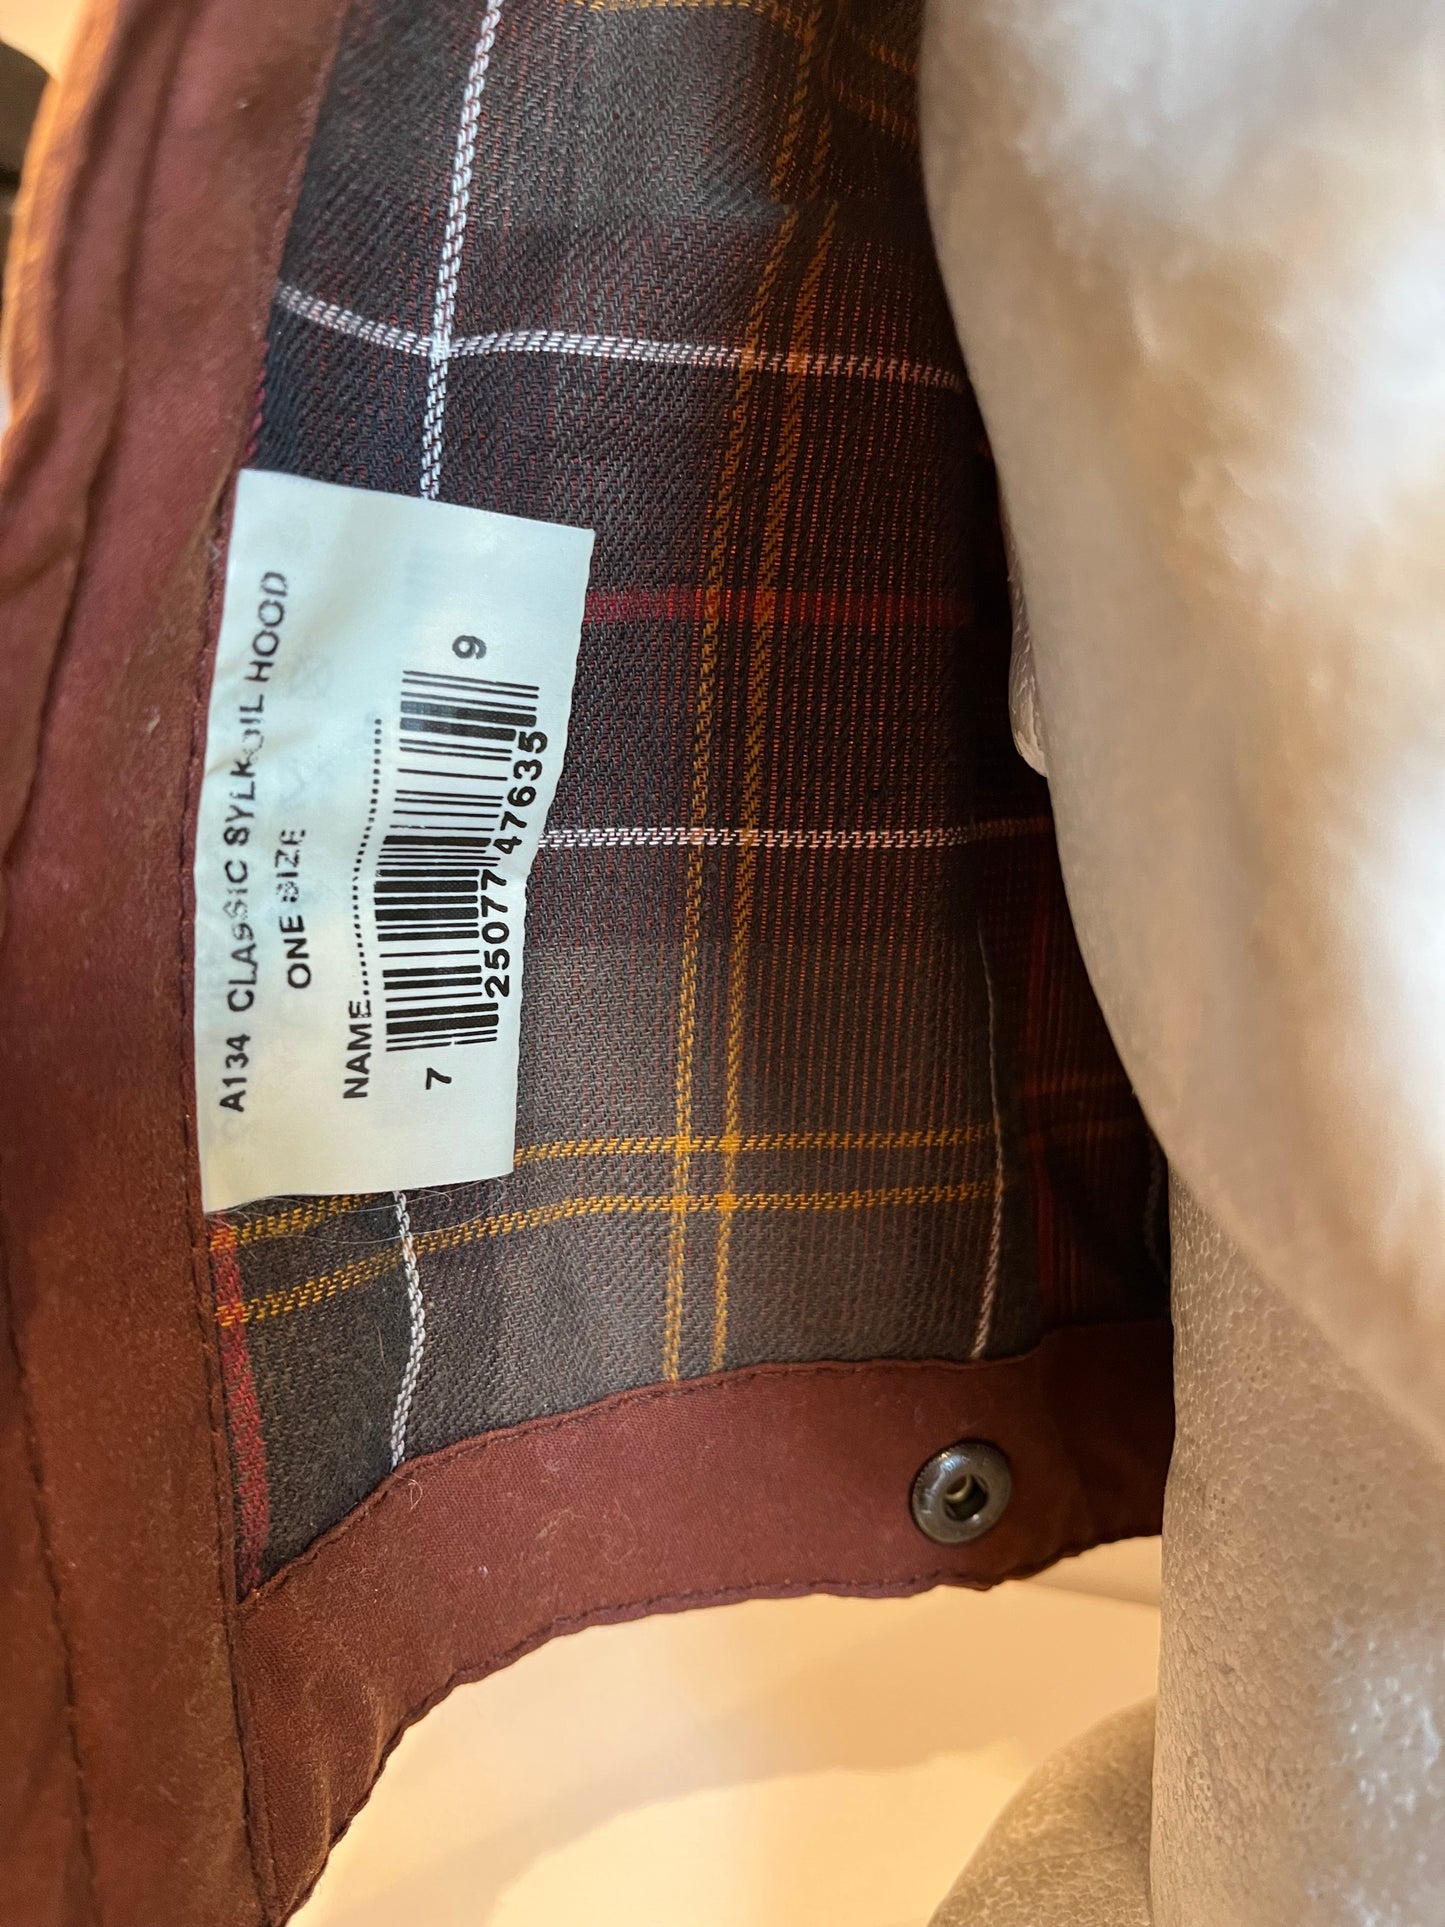 A134 CLASSIC SYLKOIL HOOD
ONE SIZE
NAME..............................
7 25077 47635 9